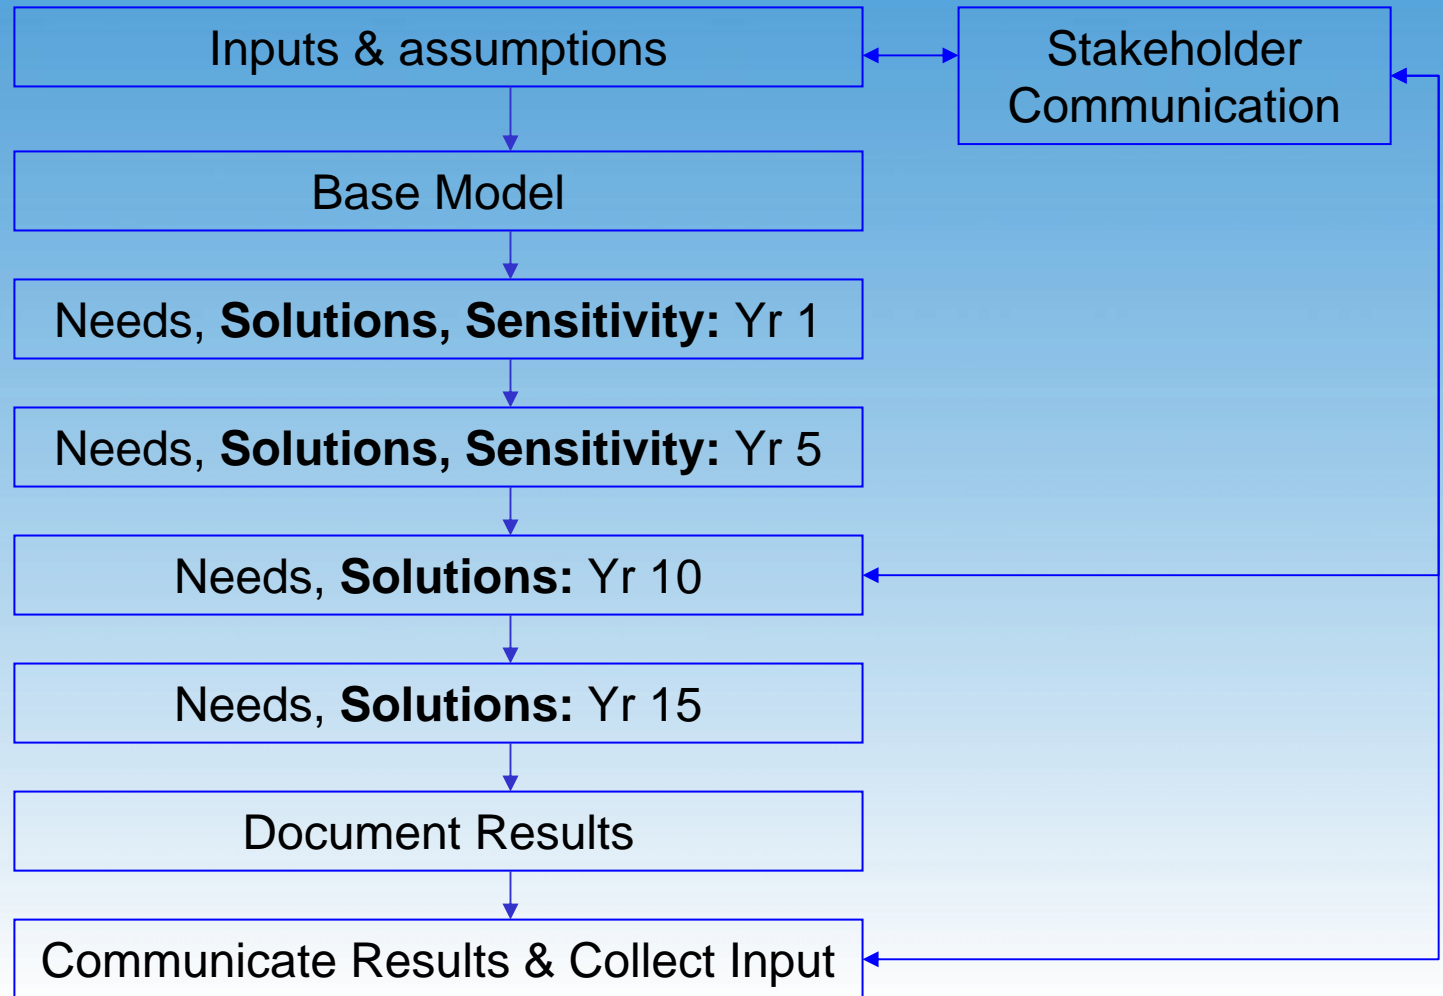 Inputs & assumptions
Stakeholder
Communication
Base Model
Needs, Solutions, Sensitivity: Yr 1
Needs, Solutions, Sensitivity: Yr 5
Needs, Solutions: Yr 10
Needs, Solutions: Yr 15
Document Results
Communicate Results & Collect Input